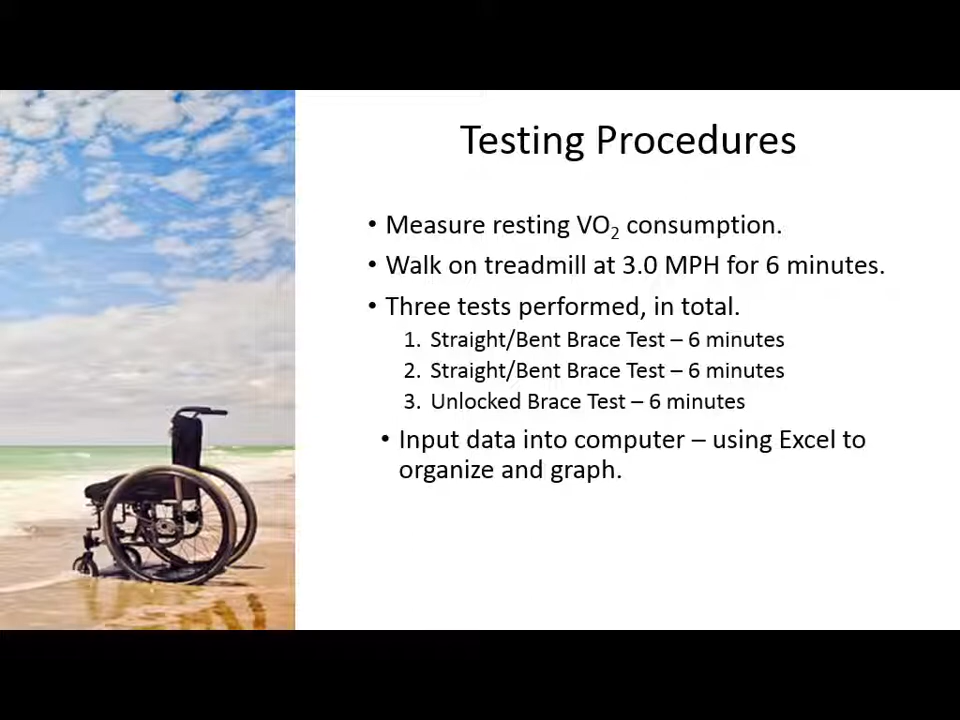 Testing Procedures
• Measure resting VO₂ consumption.
• Walk on treadmill at 3.0 MPH for 6 minutes.
• Three tests performed, in total.
1. Straight/Bent Brace Test – 6 minutes
2. Straight/Bent Brace Test – 6 minutes
3. Unlocked Brace Test – 6 minutes
• Input data into computer – using Excel to
organize and graph.